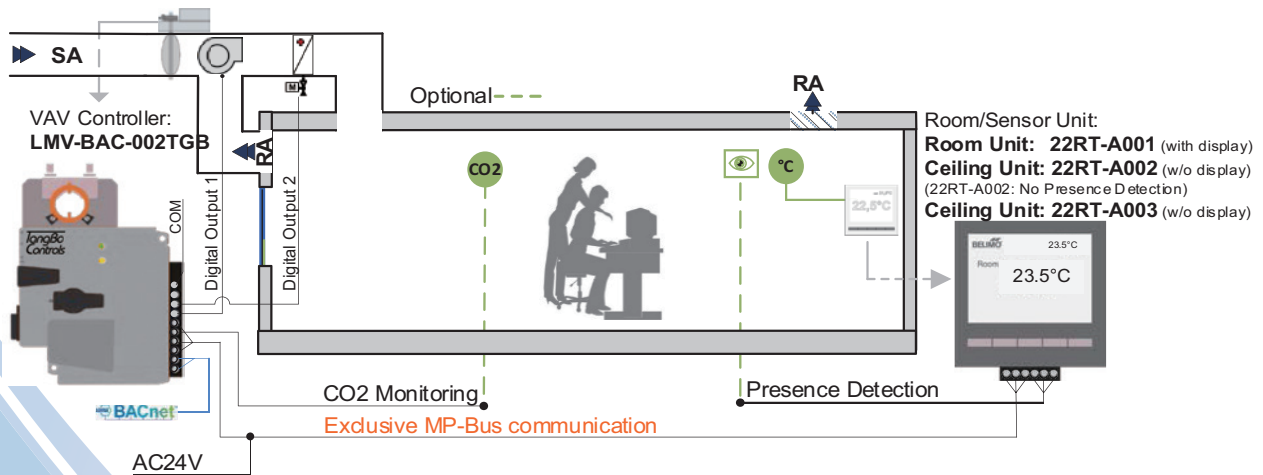 SA
VAV Controller:
LMV-BAC-002TGB
TongBo
Controls
COM
Digital Output 1
Digital Output 2
M
RA
Optional
RA
CO2
°C
22,5°C
Room/Sensor Unit:
Room Unit: 22RT-A001 (with display)
Ceiling Unit: 22RT-A002 (w/o display)
(22RT-A002: No Presence Detection)
Ceiling Unit: 22RT-A003 (w/o display)
BELIMO
23.5°C
Room
23.5°C
CO2 Monitoring
Presence Detection
Exclusive MP-Bus communication
BACnet
AC24V